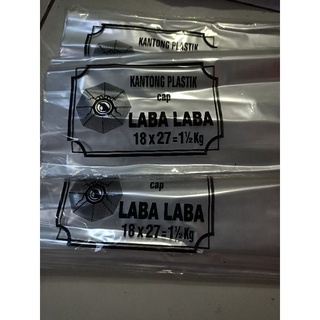 KANTONG PLASTIK
KANTONG PLASTIK
cap
LABA LABA
18 x 27 = 1½ Kg
cap
LABA LABA
18 x 27 = 1½ Kg